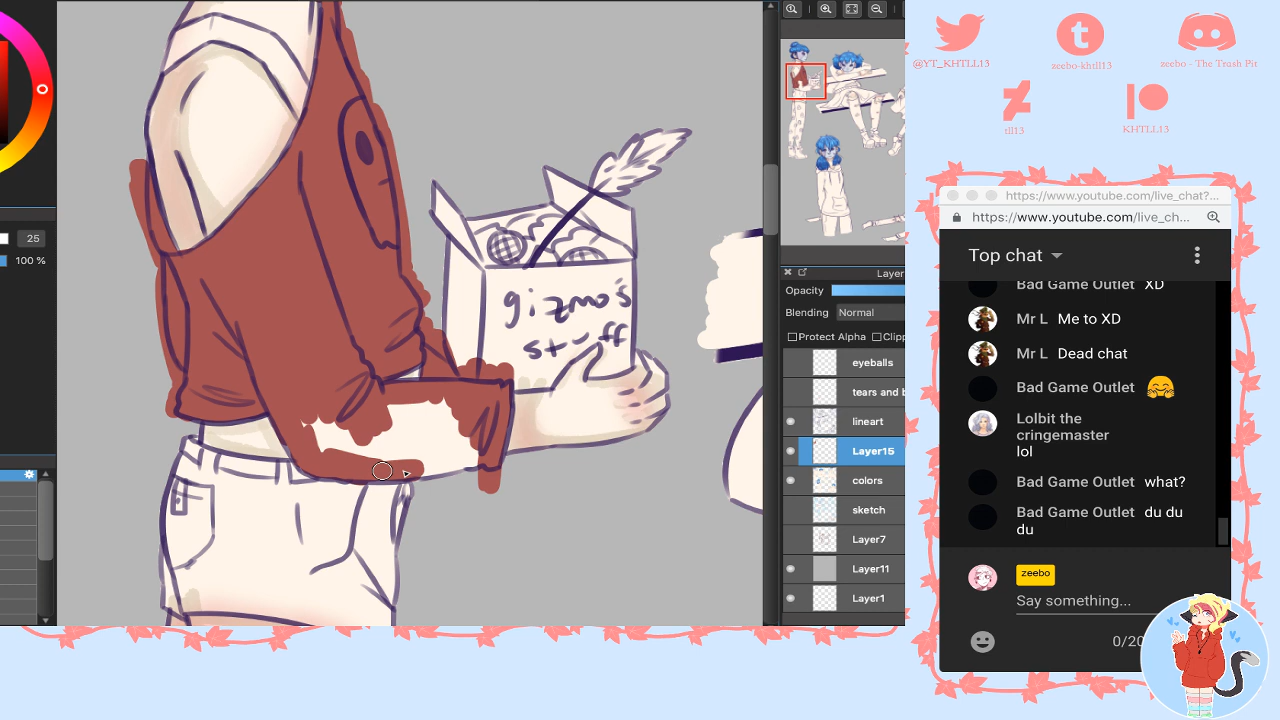 25
100 %
gizmo's
stuff
Layer
Opacity
Blending Normal
Protect Alpha Clipp
eyeballs
tears and b
lineart
Layer15
colors
sketch
Layer7
Layer11
Layer1
@YT_KHTLL13
zeebo-khtll13
zeebo - The Trash Pit
tll13
KHTLL13
https://www.youtube.com/live_chat?...
https://www.youtube.com/live_ch...
Top chat
Bad Game Outlet XD
Mr L Me to XD
Mr L Dead chat
Bad Game Outlet 🤗
Lolbit the
cringemaster
lol
Bad Game Outlet what?
Bad Game Outlet du du
du
zeebo
Say something...
0/20